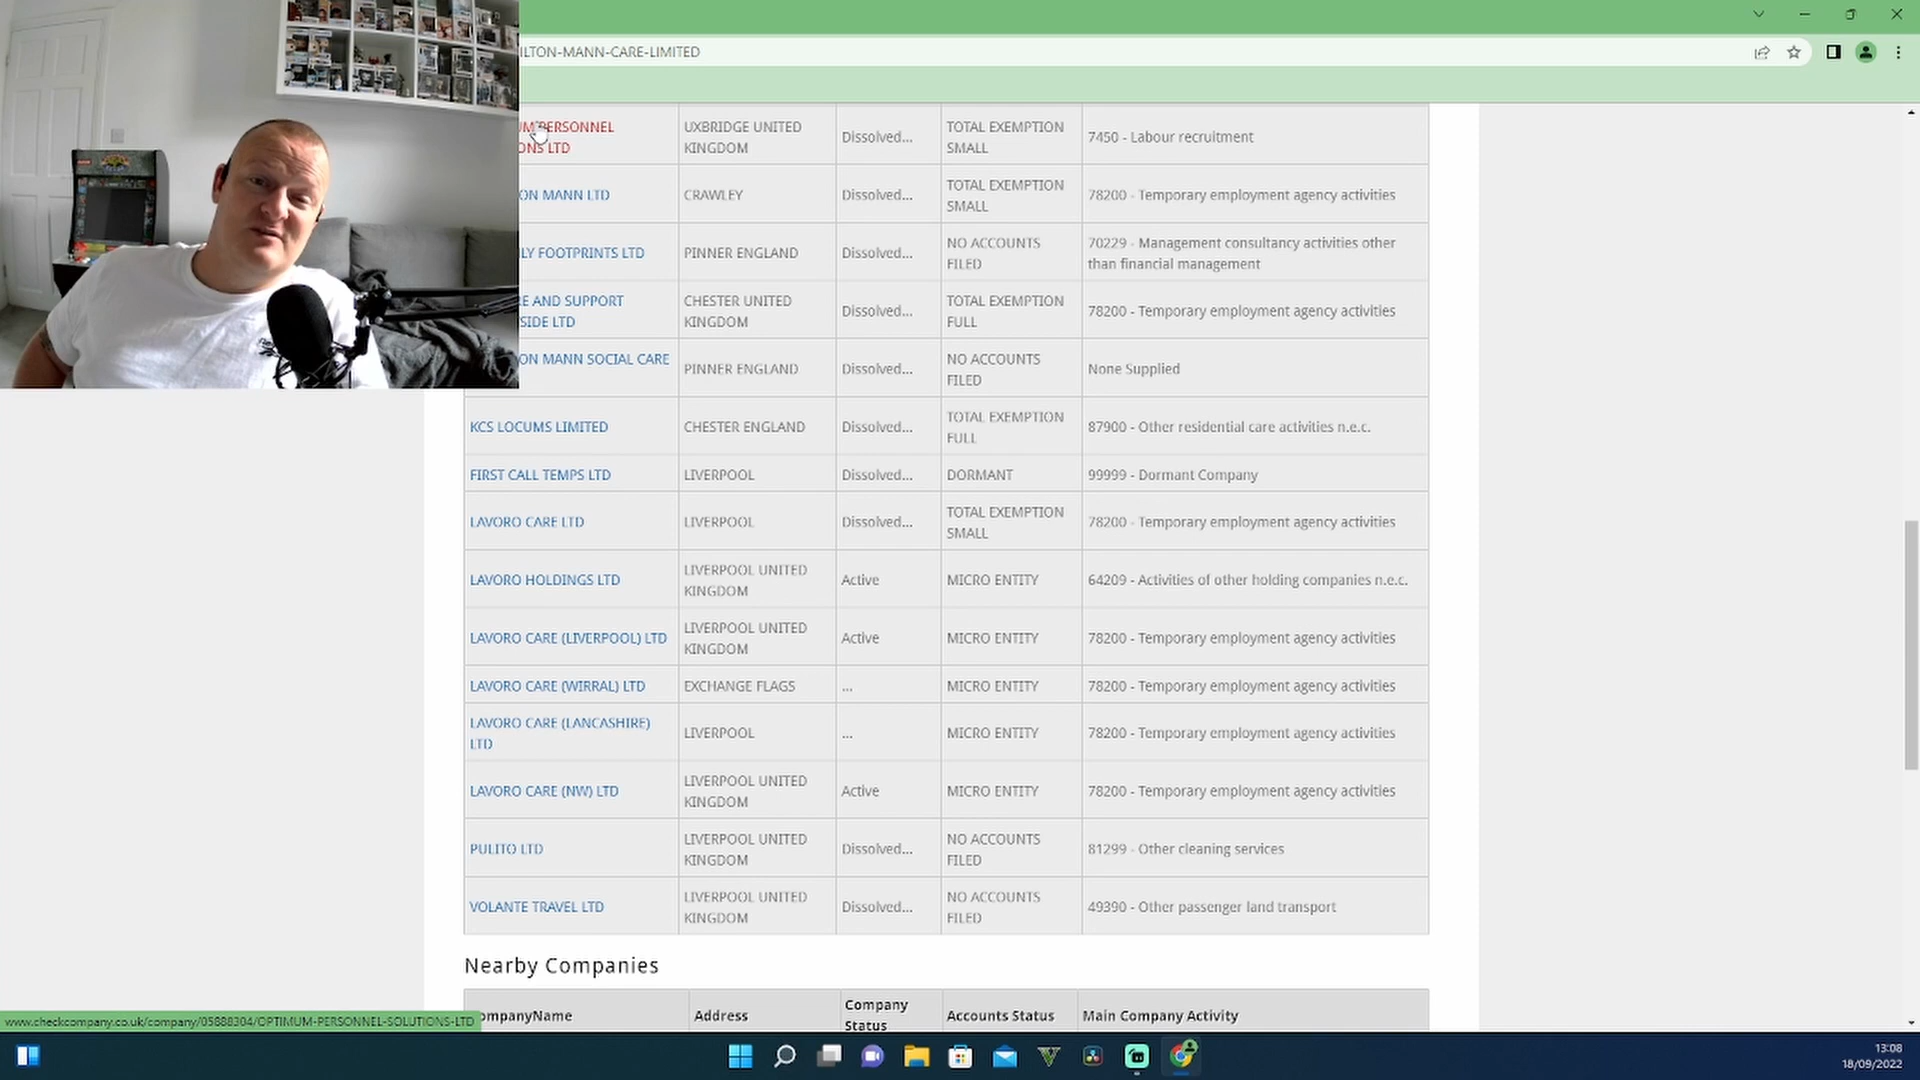 ILTON-MANN-CARE-LIMITED
UM PERSONNEL
ONS LTD
UXBRIDGE UNITED
KINGDOM
Dissolved...
TOTAL EXEMPTION
SMALL
7450 - Labour recruitment
ON MANN LTD
CRAWLEY
Dissolved...
TOTAL EXEMPTION
SMALL
78200 - Temporary employment agency activities
LY FOOTPRINTS LTD
PINNER ENGLAND
Dissolved...
NO ACCOUNTS
FILED
70229 - Management consultancy activities other
than financial management
RE AND SUPPORT
SIDE LTD
CHESTER UNITED
KINGDOM
Dissolved...
TOTAL EXEMPTION
FULL
78200 - Temporary employment agency activities
ON MANN SOCIAL CARE
PINNER ENGLAND
Dissolved...
NO ACCOUNTS
FILED
None Supplied
KCS LOCUMS LIMITED
CHESTER ENGLAND
Dissolved...
TOTAL EXEMPTION
FULL
87900 - Other residential care activities n.e.c.
FIRST CALL TEMPS LTD
LIVERPOOL
Dissolved...
DORMANT
99999 - Dormant Company
LAVORO CARE LTD
LIVERPOOL
Dissolved...
TOTAL EXEMPTION
SMALL
78200 - Temporary employment agency activities
LAVORO HOLDINGS LTD
LIVERPOOL UNITED
KINGDOM
Active
MICRO ENTITY
64209 - Activities of other holding companies n.e.c.
LAVORO CARE (LIVERPOOL) LTD
LIVERPOOL UNITED
KINGDOM
Active
MICRO ENTITY
78200 - Temporary employment agency activities
LAVORO CARE (WIRRAL) LTD
EXCHANGE FLAGS
...
MICRO ENTITY
78200 - Temporary employment agency activities
LAVORO CARE (LANCASHIRE)
LTD
LIVERPOOL
...
MICRO ENTITY
78200 - Temporary employment agency activities
LAVORO CARE (NW) LTD
LIVERPOOL UNITED
KINGDOM
Active
MICRO ENTITY
78200 - Temporary employment agency activities
PULITO LTD
LIVERPOOL UNITED
KINGDOM
Dissolved...
NO ACCOUNTS
FILED
81299 - Other cleaning services
VOLANTE TRAVEL LTD
LIVERPOOL UNITED
KINGDOM
Dissolved...
NO ACCOUNTS
FILED
49390 - Other passenger land transport
Nearby Companies
ompanyName
Address
Company
Status
Accounts Status
Main Company Activity
www.checkcompany.co.uk/company/05888304/OPTIMUM-PERSONNEL-SOLUTIONS-LTD
13:08
18/09/2022